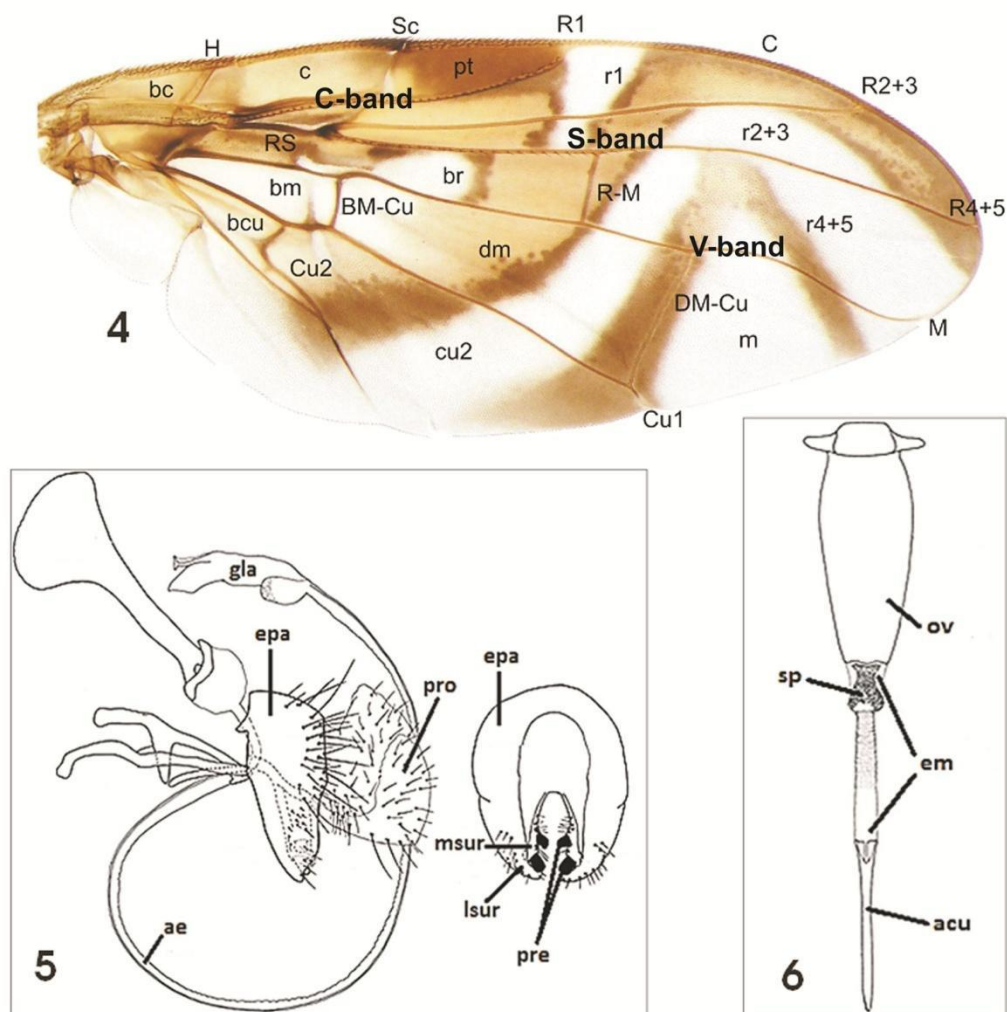 Sc
R1
H
C
bc
c
pt
r1
R2+3
C-band
S-band
r2+3
RS
bm
br
R-M
R4+5
bcu
BM-Cu
r4+5
V-band
Cu2
dm
DM-Cu
M
4
cu2
m
Cu1
gla
epa
pro
epa
msur
lsur
pre
ae
5
ov
sp
em
acu
6